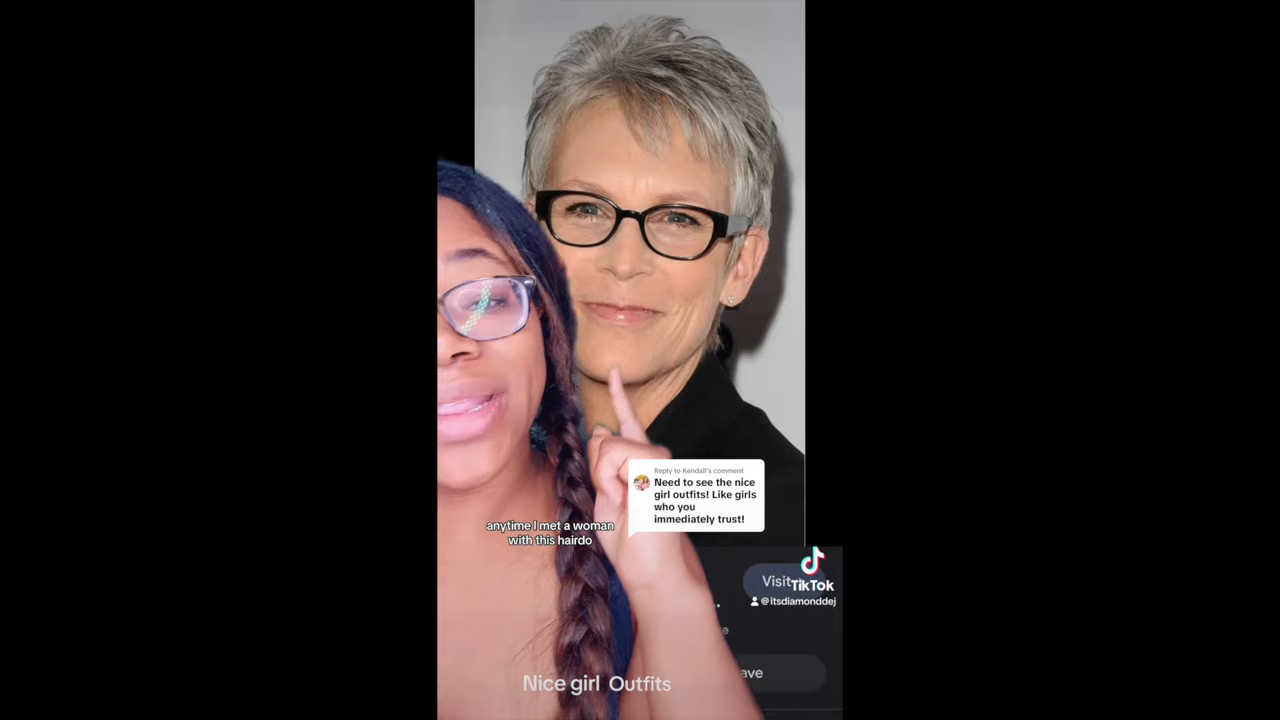 Reply to Kendall's comment
Need to see the nice
girl outfits! Like girls
who you
immediately trust!
anytime I met a woman
with this hairdo
Visit
TikTok
@itsdiamonddej
ave
Nice girl Outfits